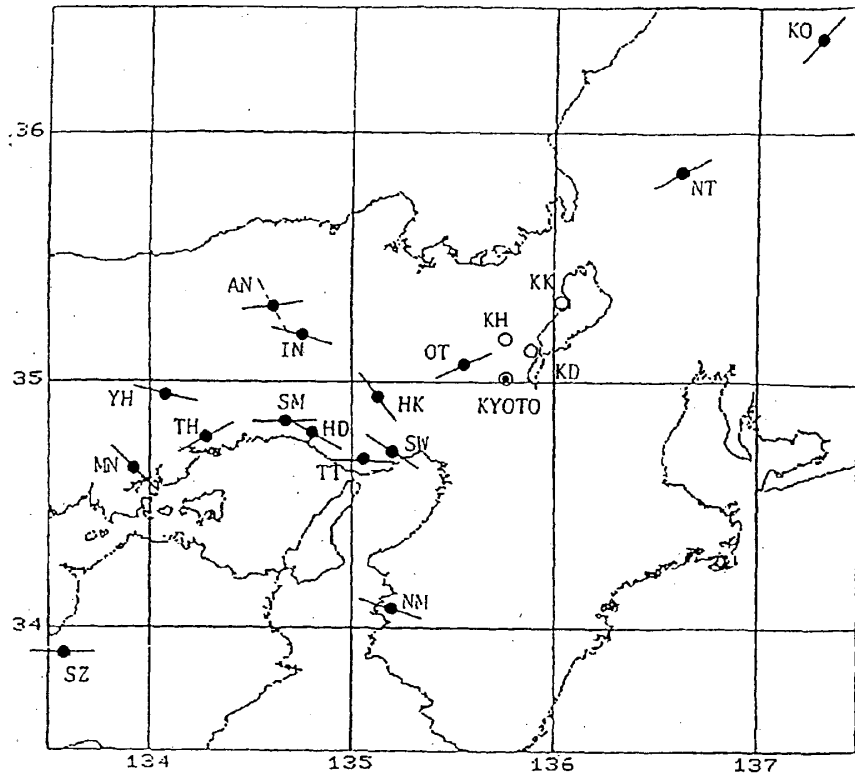 KO
36
NT
AN
KK
IN
KH
OT
35
KD
YH
KYOTO
SM
HK
TH
HD
SW
MN
TT
NM
34
SZ
134
135
136
137